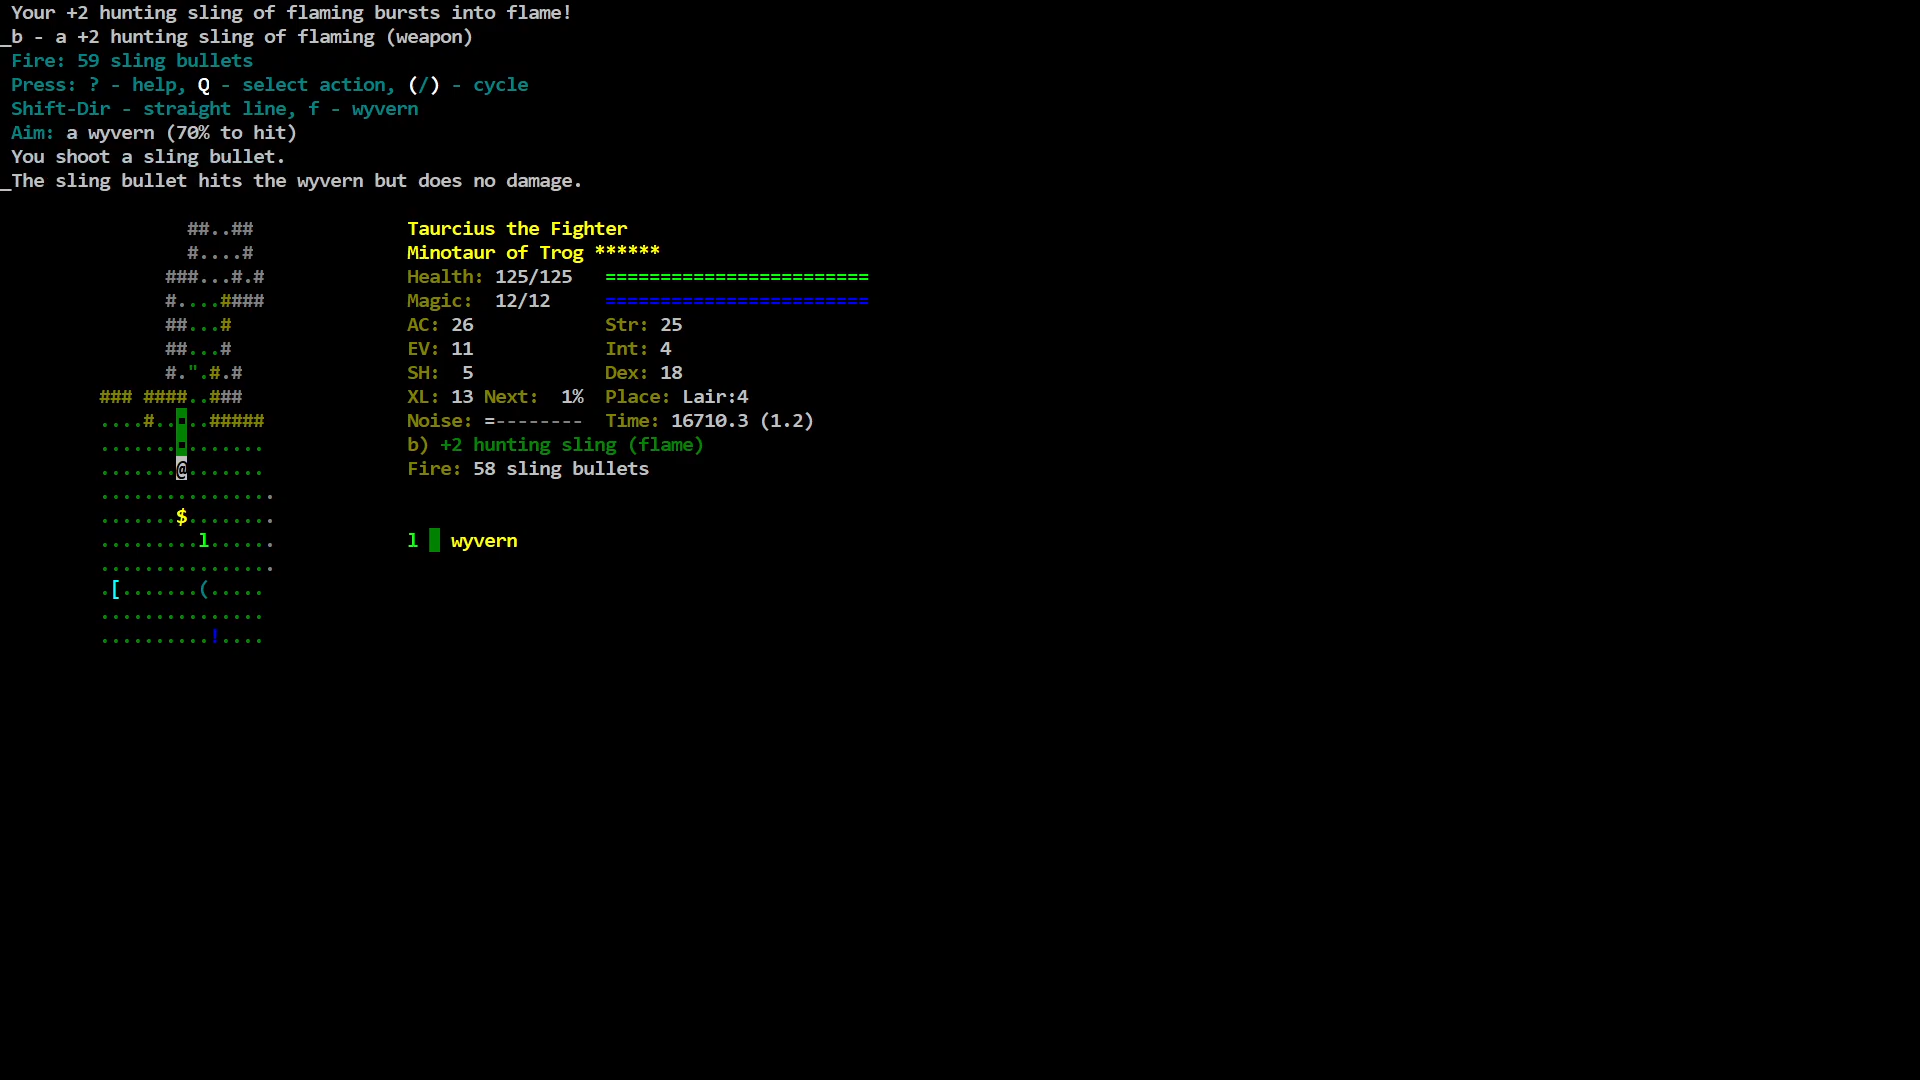 Your +2 hunting sling of flaming bursts into flame!
_b - a +2 hunting sling of flaming (weapon)
Fire: 59 sling bullets
Press: ? - help, Q - select action, (/) - cycle
Shift-Dir - straight line, f - wyvern
Aim: a wyvern (70% to hit)
You shoot a sling bullet.
_The sling bullet hits the wyvern but does no damage.
##..## Taurcius the Fighter
#....# Minotaur of Trog ******
###...#.# Health: 125/125 ========================
#....#### Magic: 12/12 ========================
##...# AC: 26 Str: 25
##...# EV: 11 Int: 4
#.".#.# SH: 5 Dex: 18
### ####..### XL: 13 Next: 1% Place: Lair:4
....#.. ..##### Noise: =-------- Time: 16710.3 (1.2)
....... ....... b) +2 hunting sling (flame)
.......@....... Fire: 58 sling bullets
................
.......$........
.........l...... l wyvern
................
.[.......(.....
...............
..........!....